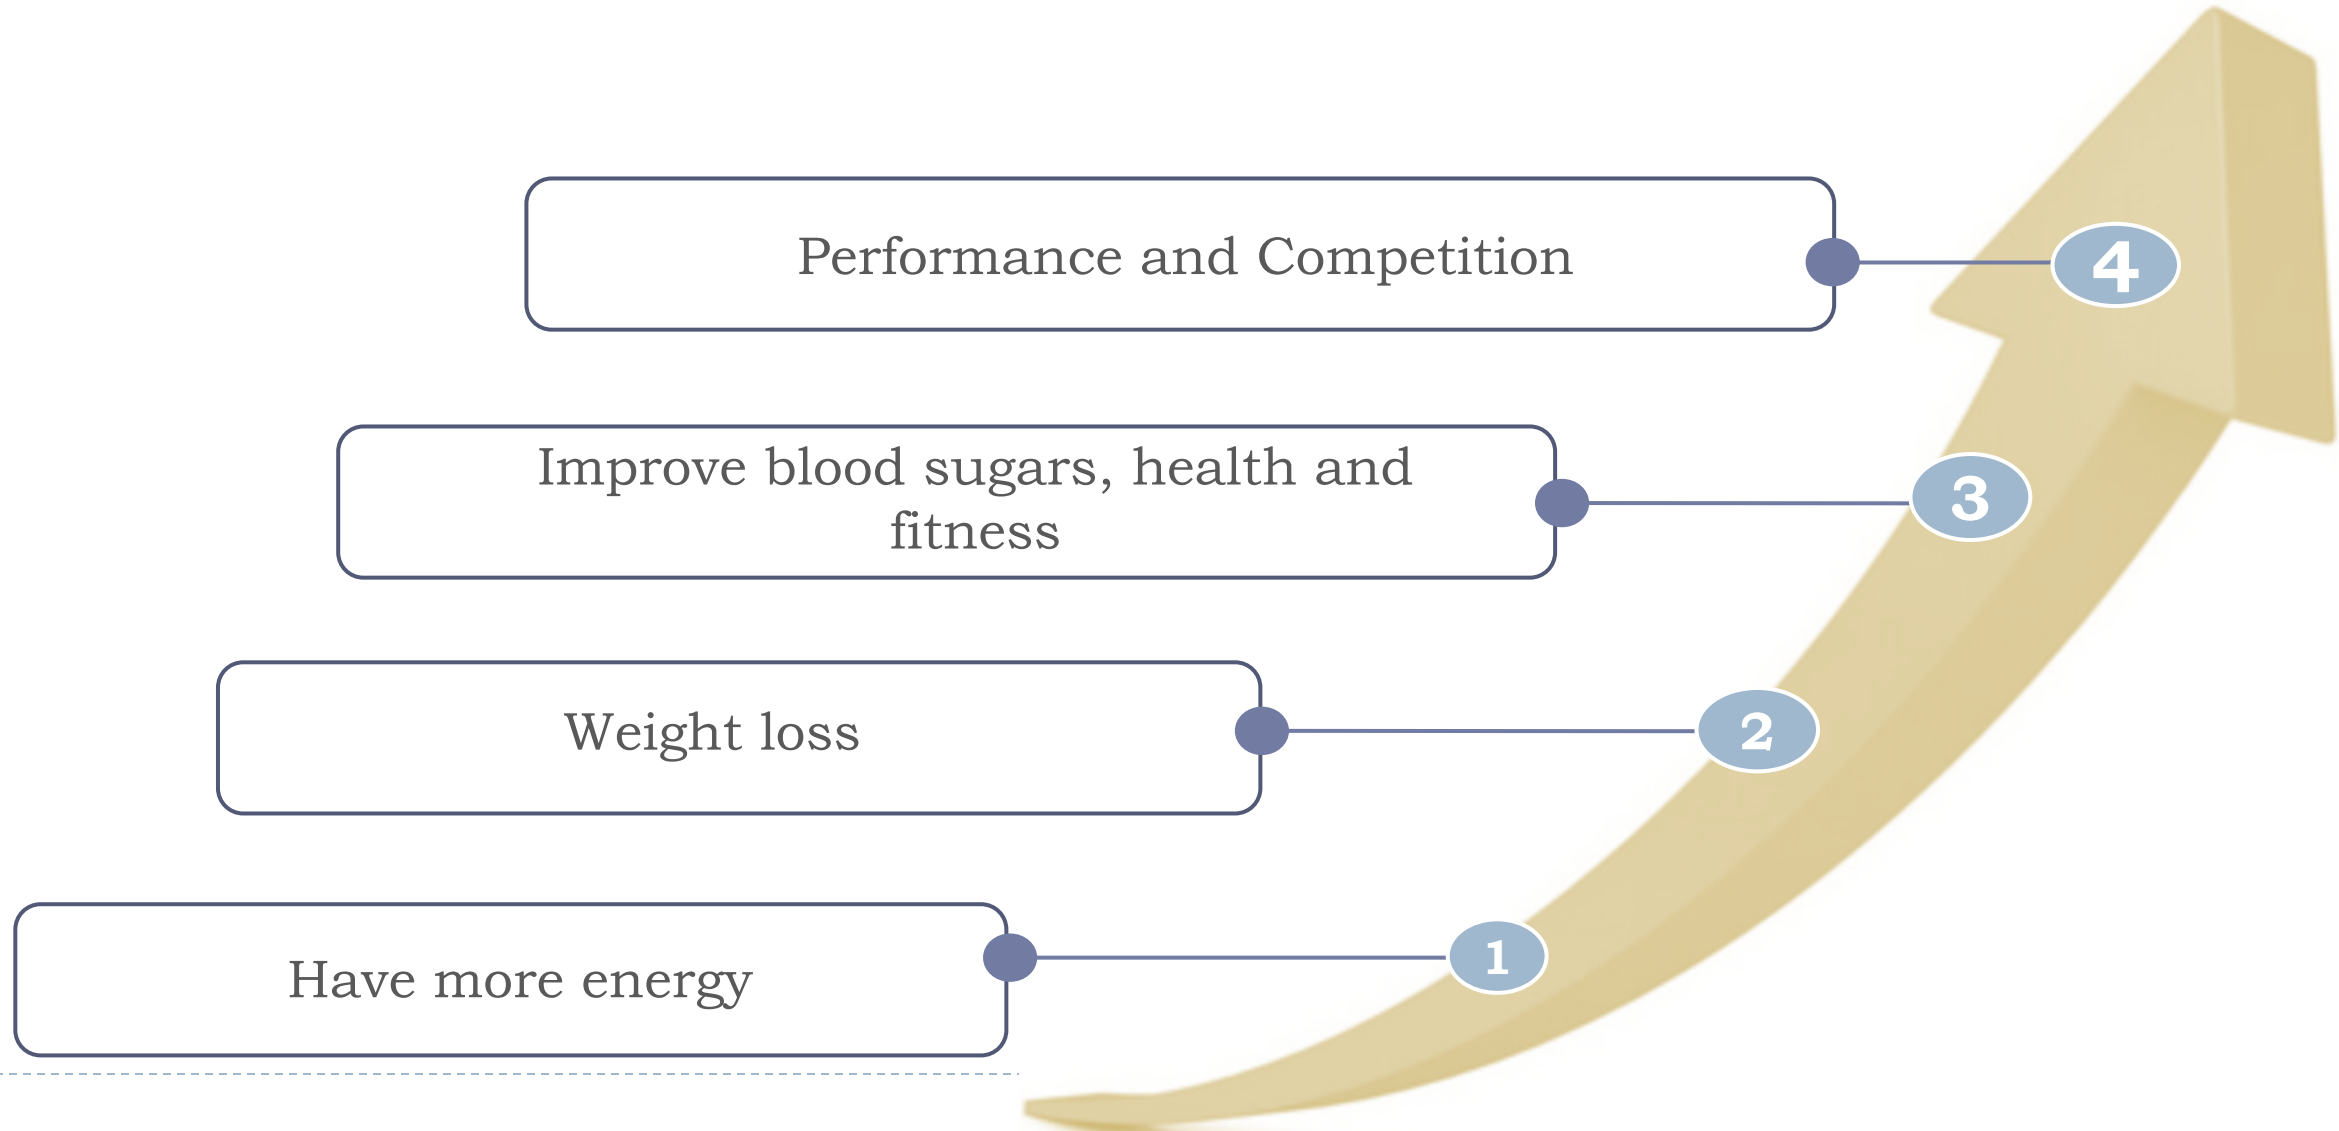 Performance and Competition
4
Improve blood sugars, health and
fitness
3
Weight loss
2
Have more energy
1